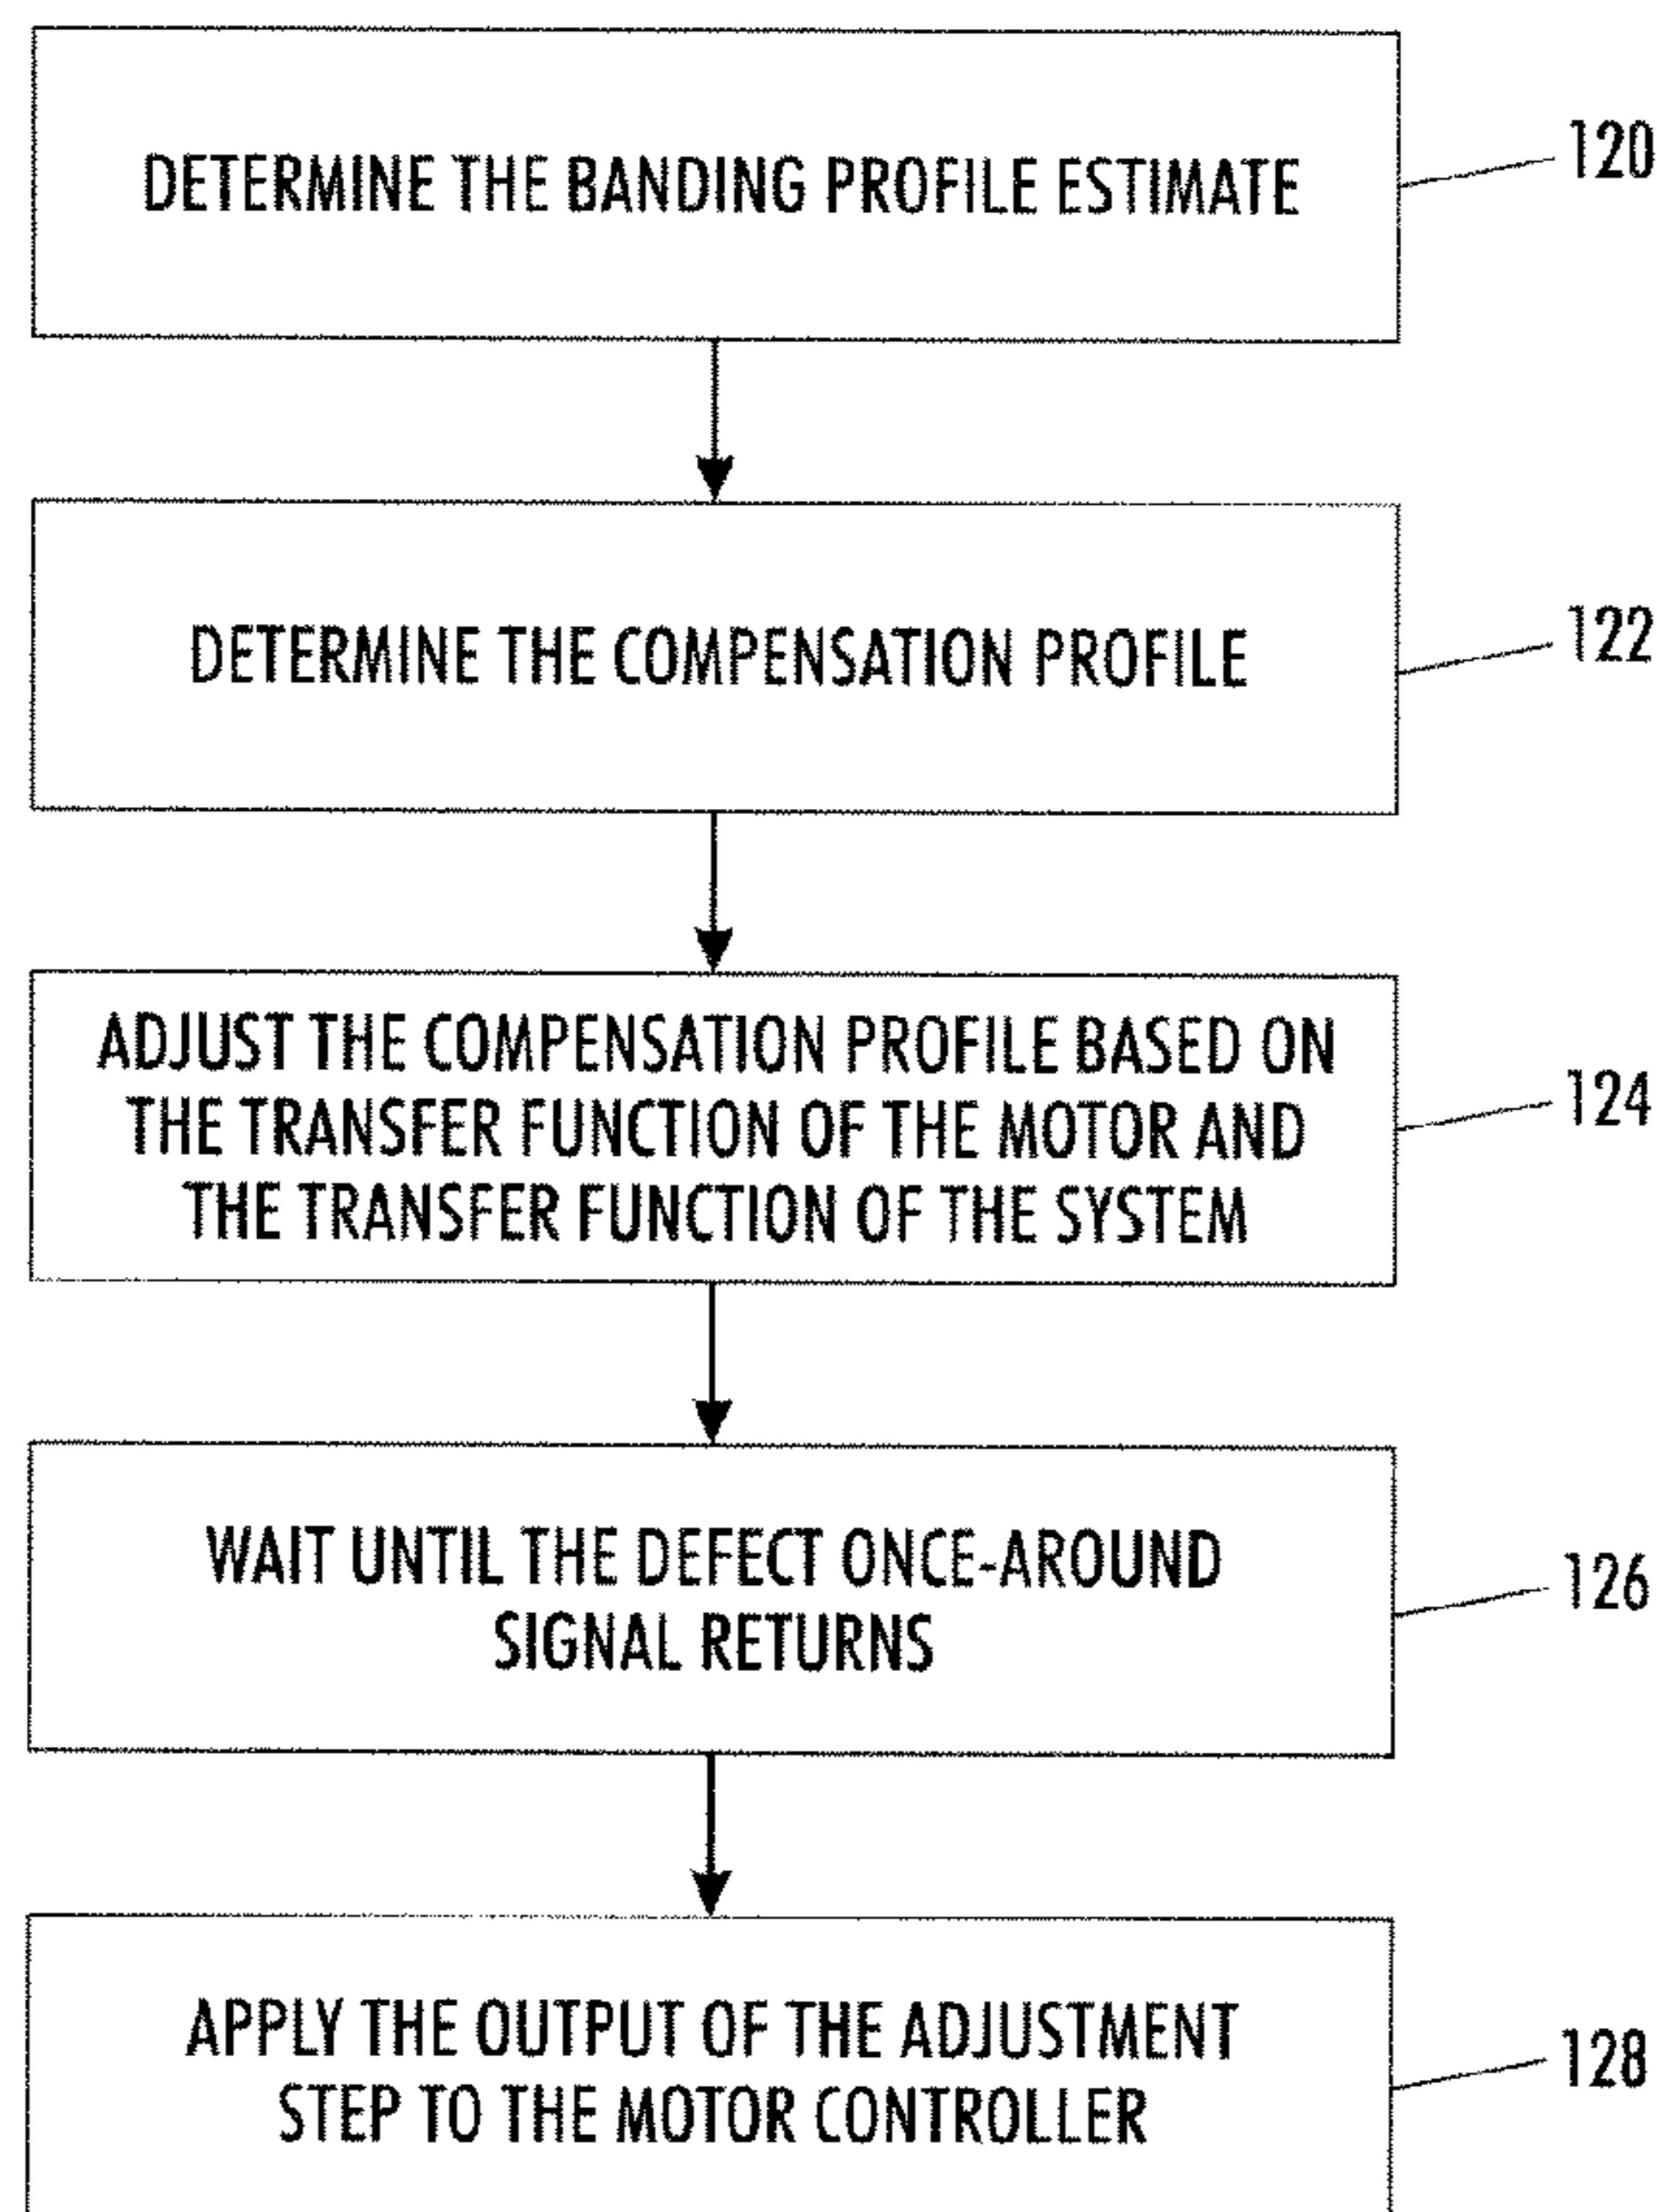 DETERMINE THE BANDING PROFILE ESTIMATE
120
DETERMINE THE COMPENSATION PROFILE
122
ADJUST THE COMPENSATION PROFILE BASED ON
THE TRANSFER FUNCTION OF THE MOTOR AND
THE TRANSFER FUNCTION OF THE SYSTEM
124
WAIT UNTIL THE DEFECT ONCE-AROUND
SIGNAL RETURNS
126
APPLY THE OUTPUT OF THE ADJUSTMENT
STEP TO THE MOTOR CONTROLLER
128